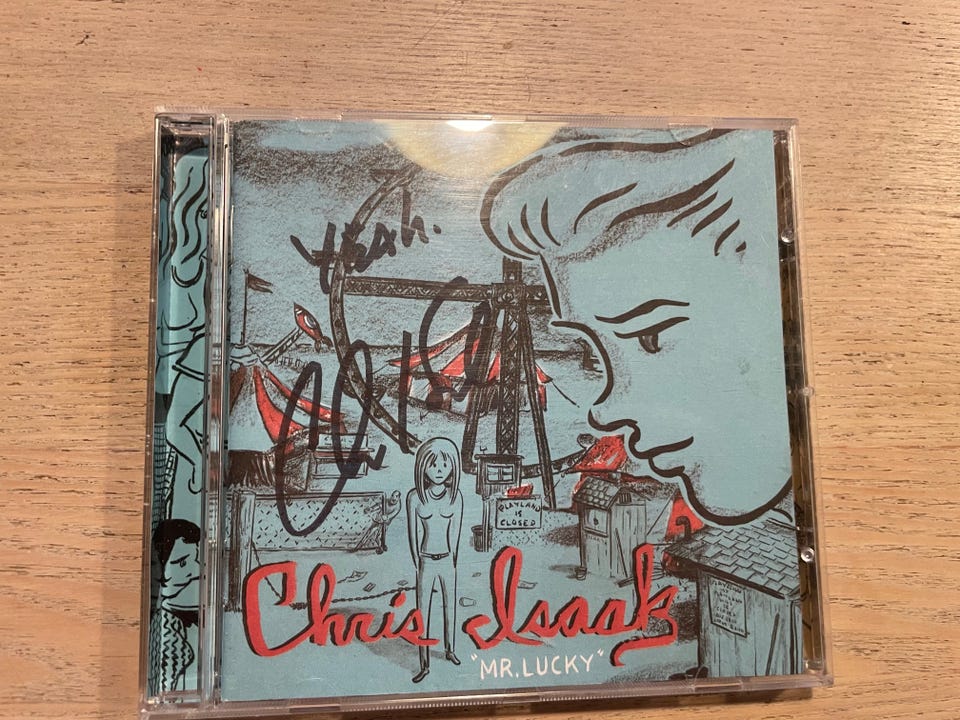 Yeah.
PLAYLAND
IS
CLOSED
Chris Isaak
"MR. LUCKY"